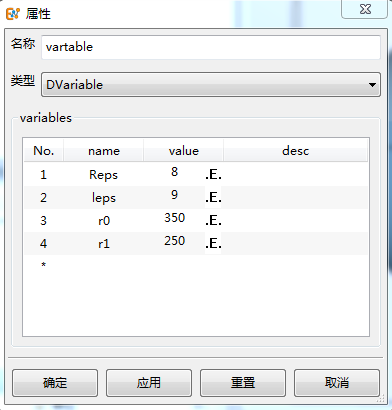 属性
名称 vartable
类型 DVariable
variables
No. name value desc
1 Reps 8 .E.
2 leps 9 .E.
3 r0 350 .E.
4 r1 250 .E.
*
确定 应用 重置 取消